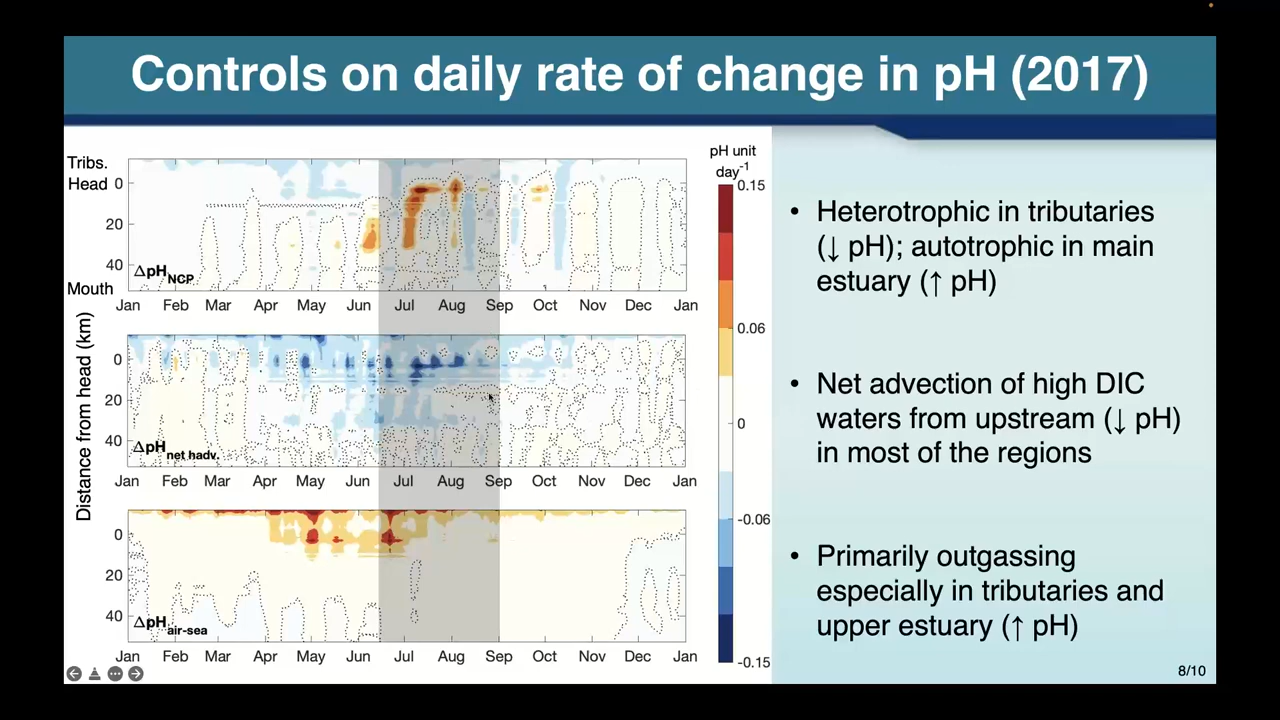 Controls on daily rate of change in pH (2017)
Tribs.
Head
0
20
40
Mouth
ΔpH NCP
Jan Feb Mar Apr May Jun Jul Aug Sep Oct Nov Dec Jan
Distance from head (km)
0
20
40
ΔpH net hadv.
Jan Feb Mar Apr May Jun Jul Aug Sep Oct Nov Dec Jan
0
20
40
ΔpH air-sea
Jan Feb Mar Apr May Jun Jul Aug Sep Oct Nov Dec Jan
pH unit
day-1
0.15
0.06
0
-0.06
-0.15
• Heterotrophic in tributaries
(↓ pH); autotrophic in main
estuary (↑ pH)
• Net advection of high DIC
waters from upstream (↓ pH)
in most of the regions
• Primarily outgassing
especially in tributaries and
upper estuary (↑ pH)
8/10